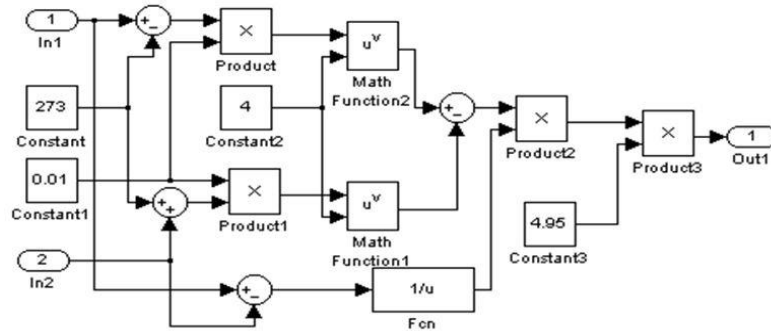 1
In1
+
−
×
Product
u^v
Math
Function2
273
Constant
4
Constant2
+
−
×
Product2
×
Product3
1
Out1
0.01
Constant1
+
+
×
Product1
u^v
Math
Function1
4.95
Constant3
2
In2
+
−
1/u
Fcn